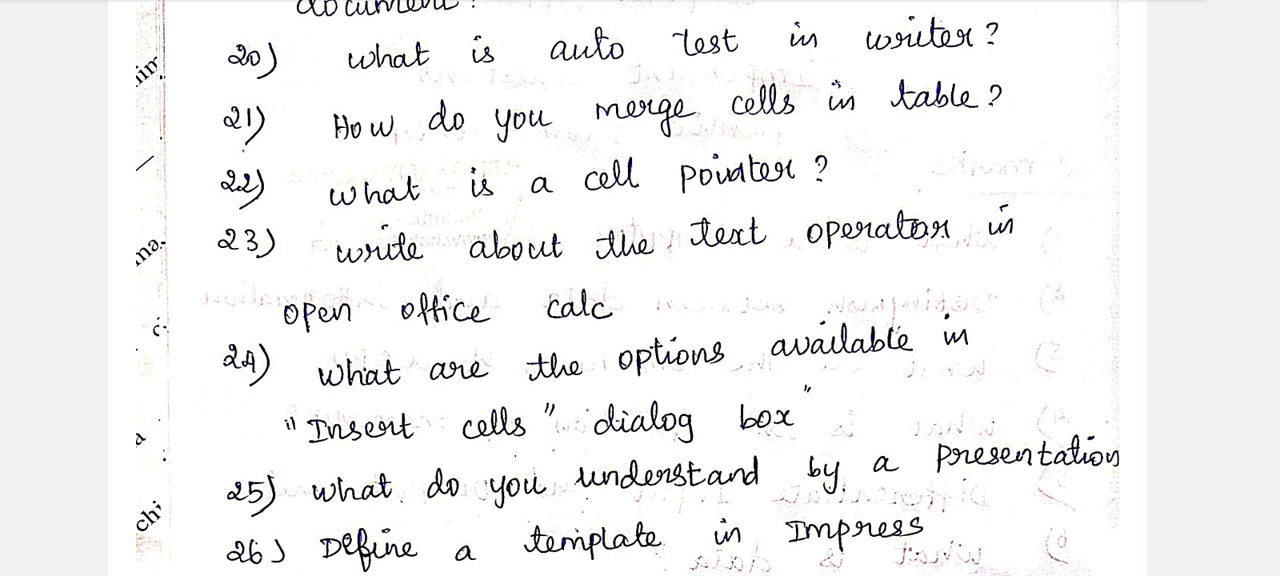 document?
20) what is auto test in writer?
21) How do you merge cells in table?
22) what is a cell pointer?
23) write about the text operator in
open office calc
24) what are the options available in
"Insert cells" dialog box"
25) what do you understand by a presentation
26) Define a template in Impress